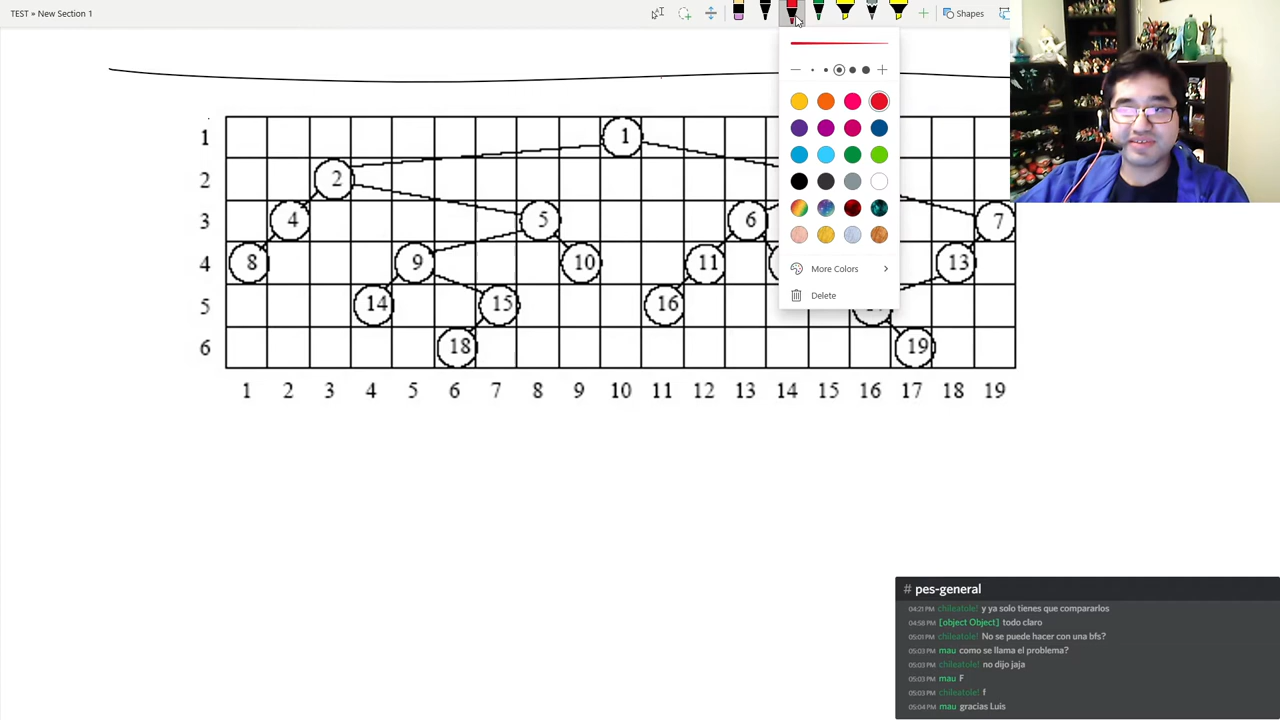 TEST » New Section 1
Shapes
1
1
2
2
3
4
5
6
7
4
8
9
10
11
13
5
14
15
16
6
18
19
1 2 3 4 5 6 7 8 9 10 11 12 13 14 15 16 17 18 19
More Colors
Delete
# pes-general
04:21 PM chileatole! y ya solo tienes que compararlos
04:58 PM [object Object] todo claro
05:01 PM chileatole! No se puede hacer con una bfs?
05:03 PM mau como se llama el problema?
05:03 PM chileatole! no dijo jaja
05:03 PM mau F
05:03 PM chileatole! f
05:04 PM mau gracias Luis